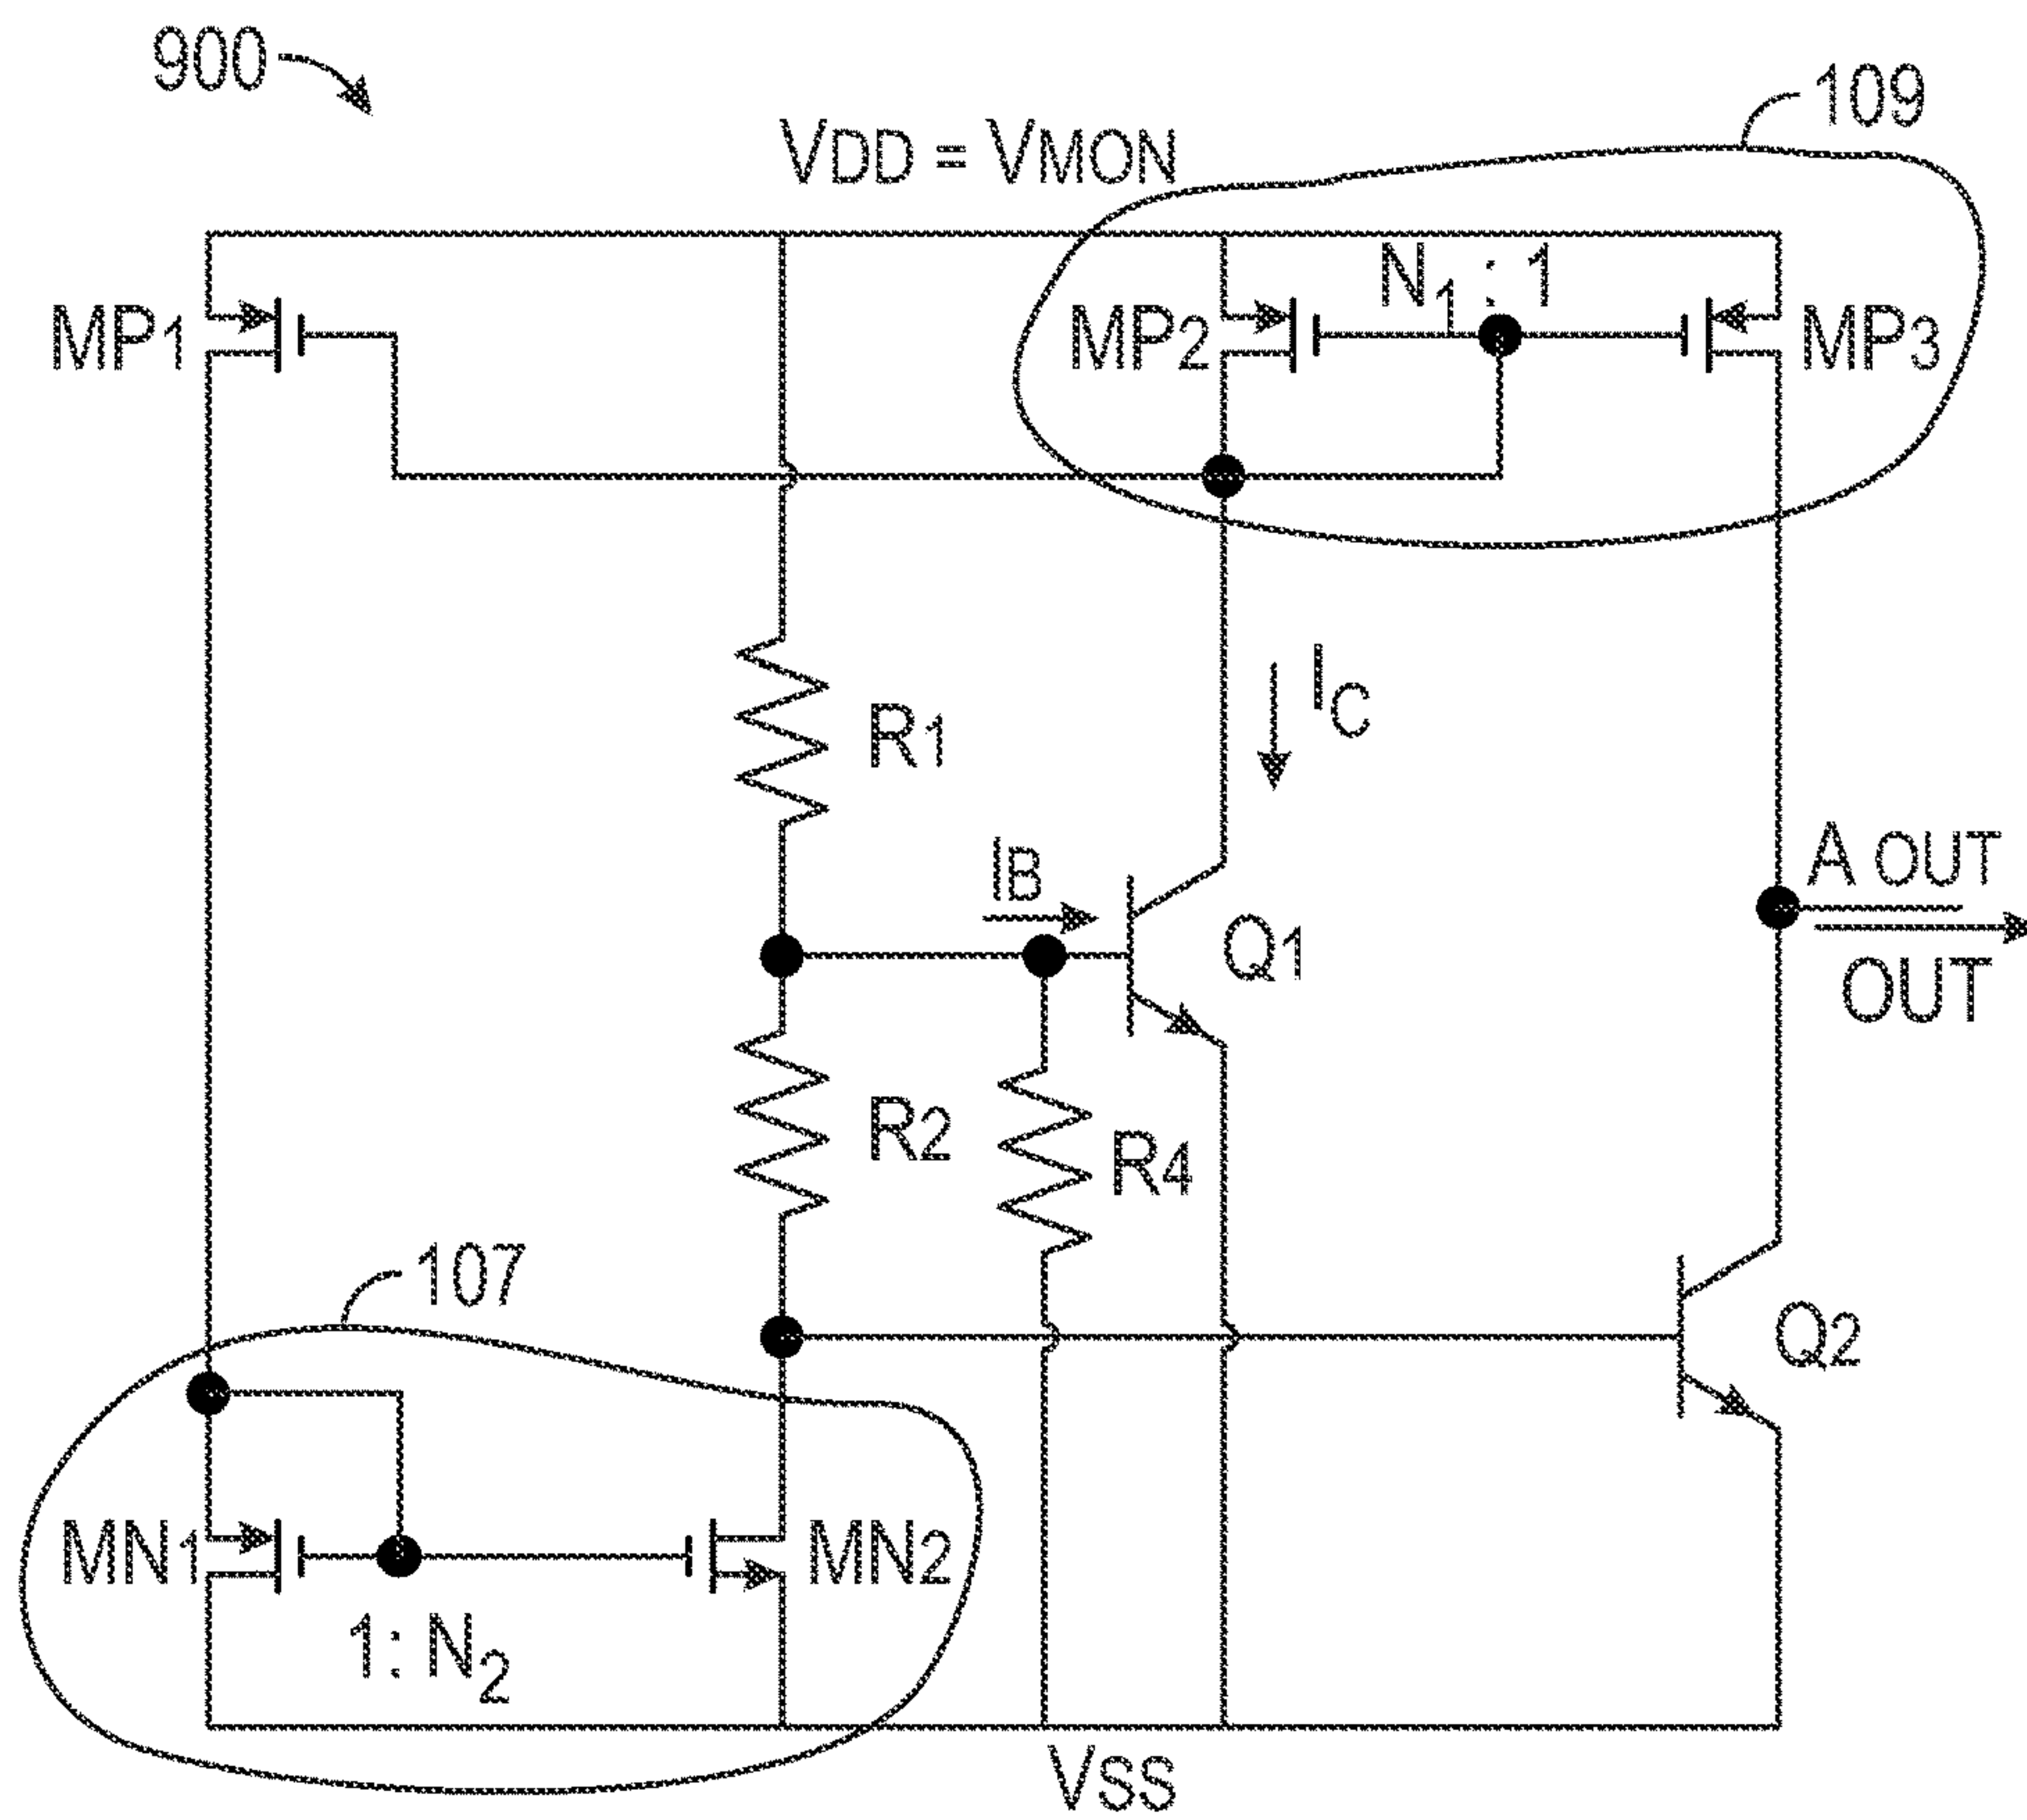 900
109
VDD = VMON
N1 : 1
MP1
MP2
MP3
IC
R1
IB
A OUT
Q1
OUT
R2
R4
107
Q2
MN1
MN2
1: N2
VSS